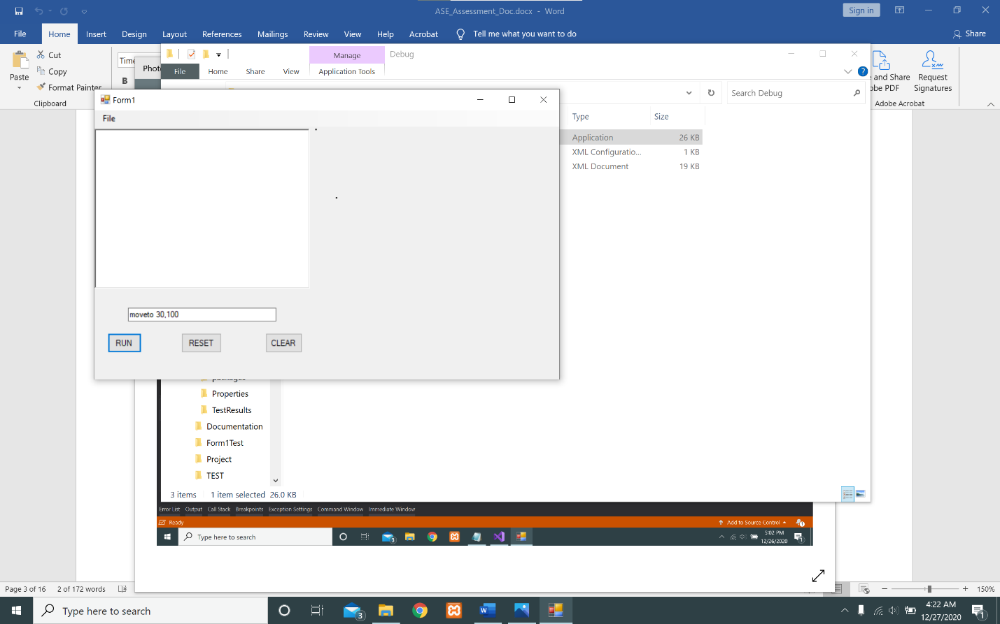 ASE_Assessment_Doc.docx - Word
Sign in
File Home Insert Design Layout References Mailings Review View Help Acrobat Tell me what you want to do
Share
Paste
Cut
Copy
Format Painter
Clipboard
B
Manage
Debug
File Home Share View Application Tools
?
Search Debug
Request
Signatures
and Share
Adobe Acrobat
Form1
File
Type Size
Application 26 KB
XML Configuratio... 1 KB
XML Document 19 KB
moveto 30,100
RUN RESET CLEAR
Properties
TestResults
Documentation
Form1Test
Project
TEST
3 items 1 item selected 26.0 KB
Error List Output Call Stack Breakpoints Exception Settings Command Window Immediate Window
Ready
Add to Source Control
1
Type here to search
3
5:02 PM
12/26/2020
1
Page 3 of 16 2 of 172 words
150%
Type here to search
3
4:22 AM
12/27/2020
1